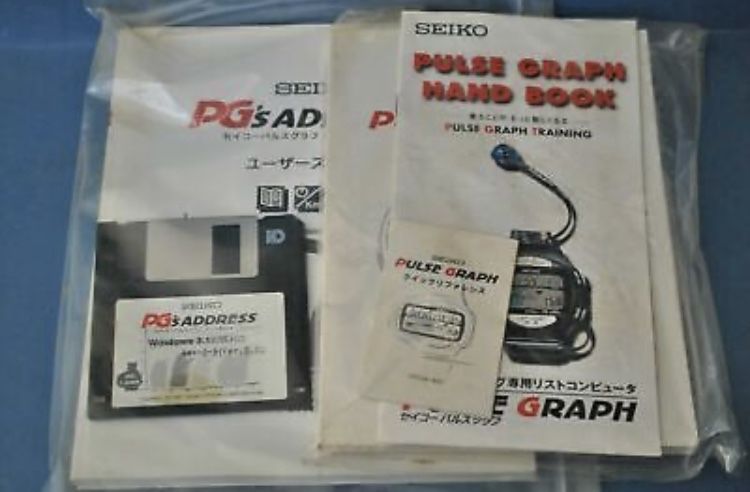 SEIKO
PULSE GRAPH
HAND BOOK
PULSE GRAPH TRAINING
SEI
PG'S ADD
セイコーパルスグラフ
ユーザーズ
P
HD
SEIKO
PG'S ADDRESS
Windows
SEIKO
PULSE GRAPH
クイックリファレンス
グ専用リストコンピュータ
GRAPH
セイコーパルスグラフ